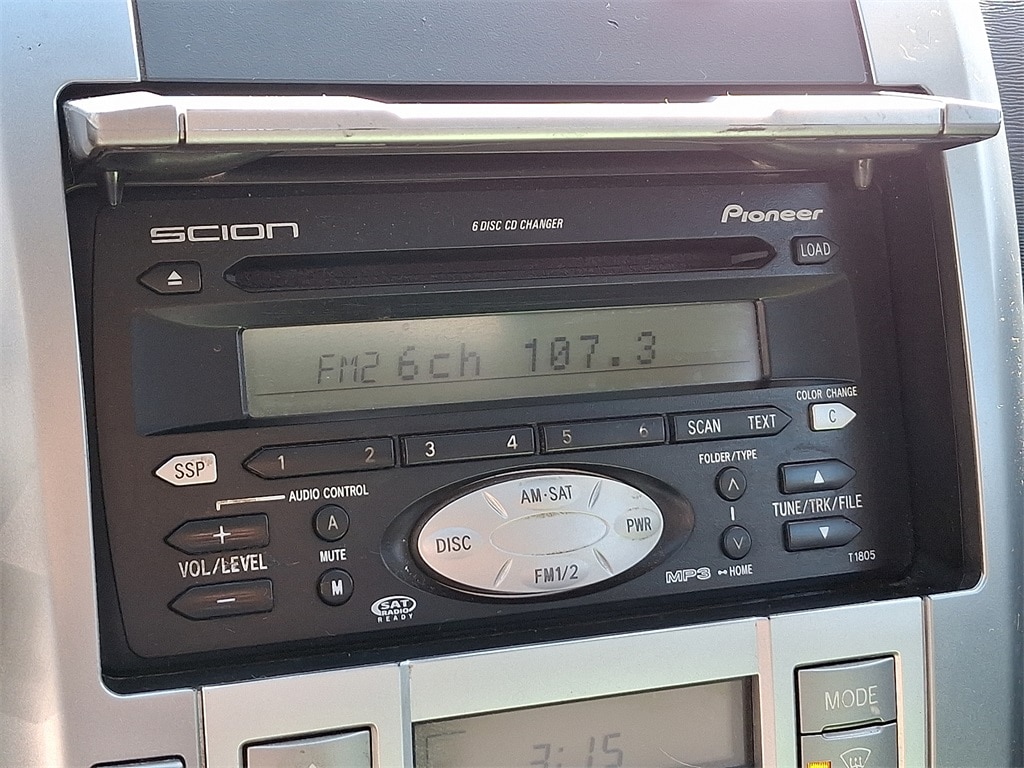 SCION
6 DISC CD CHANGER
Pioneer
LOAD
FM2 6ch 107.3
COLOR CHANGE
C
1 2 3 4 5 6 SCAN TEXT
SSP
AUDIO CONTROL
FOLDER/TYPE
A
AM·SAT
+
MUTE
DISC
PWR
TUNE/TRK/FILE
VOL/LEVEL
M
FM1/2
MP3
HOME
T1805
-
SAT
RADIO
READY
MODE
3:15